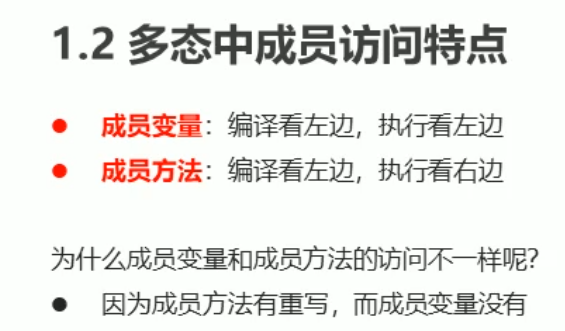 1.2 多态中成员访问特点
● 成员变量：编译看左边，执行看左边
● 成员方法：编译看左边，执行看右边
为什么成员变量和成员方法的访问不一样呢?
● 因为成员方法有重写，而成员变量没有